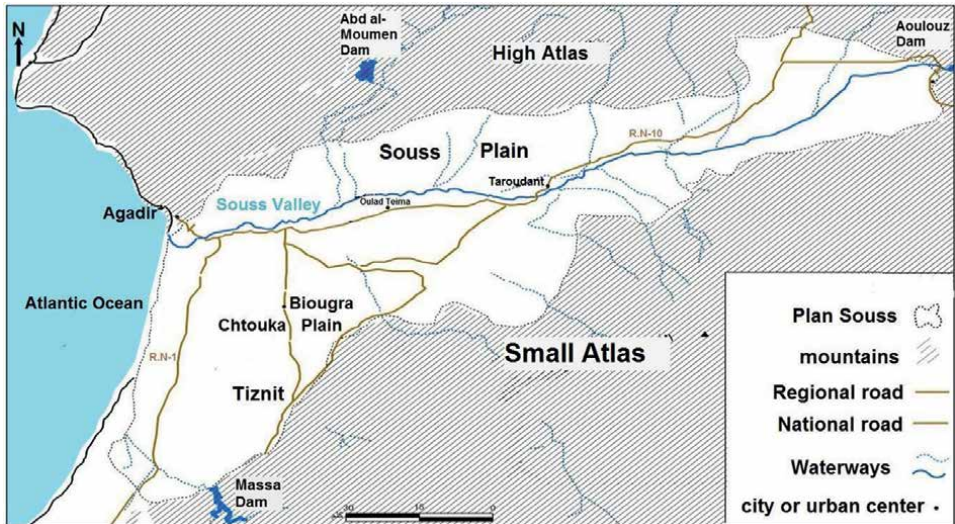 N
Abd al-
Moumen
Dam
High Atlas
Aoulouz
Dam
R.N-10
Souss Plain
Taroudant
Souss Valley
Oulad Teima
Agadir
Atlantic Ocean
Biougra
Chtouka Plain
R.N-1
Small Atlas
Tiznit
Massa
Dam
Plan Souss
mountains
Regional road
National road
Waterways
city or urban center
15 0